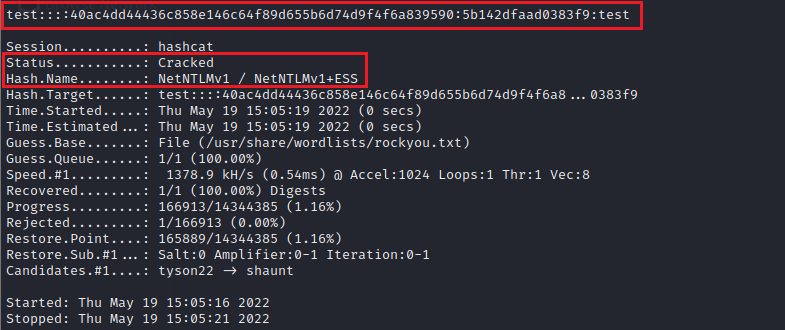 test::::40ac4dd44436c858e146c64f89d655b6d74d9f4f6a839590:5b142dfaad0383f9:test
Session..........: hashcat
Status...........: Cracked
Hash.Name........: NetNTLMv1 / NetNTLMv1+ESS
Hash.Target......: test::::40ac4dd44436c858e146c64f89d655b6d74d9f4f6a8...0383f9
Time.Started.....: Thu May 19 15:05:19 2022 (0 secs)
Time.Estimated...: Thu May 19 15:05:19 2022 (0 secs)
Guess.Base.......: File (/usr/share/wordlists/rockyou.txt)
Guess.Queue......: 1/1 (100.00%)
Speed.#1.........:  1378.9 kH/s (0.54ms) @ Accel:1024 Loops:1 Thr:1 Vec:8
Recovered........: 1/1 (100.00%) Digests
Progress.........: 166913/14344385 (1.16%)
Rejected.........: 1/166913 (0.00%)
Restore.Point....: 165889/14344385 (1.16%)
Restore.Sub.#1...: Salt:0 Amplifier:0-1 Iteration:0-1
Candidates.#1....: tyson22 -> shaunt
Started: Thu May 19 15:05:16 2022
Stopped: Thu May 19 15:05:21 2022